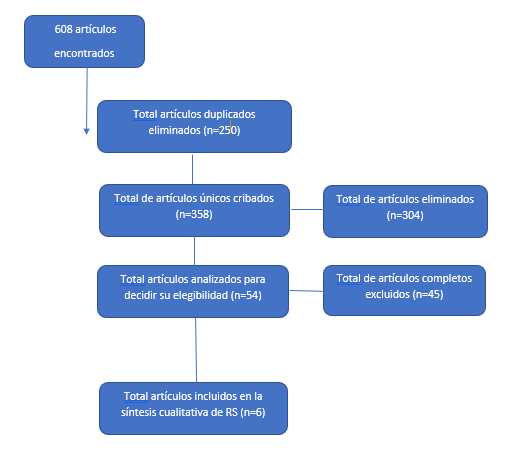 608 artículos
encontrados
Total artículos duplicados
eliminados (n=250)
Total de artículos únicos cribados
(n=358)
Total de artículos eliminados
(n=304)
Total artículos analizados para
decidir su elegibilidad (n=54)
Total de artículos completos
excluidos (n=45)
Total artículos incluidos en la
síntesis cualitativa de RS (n=6)